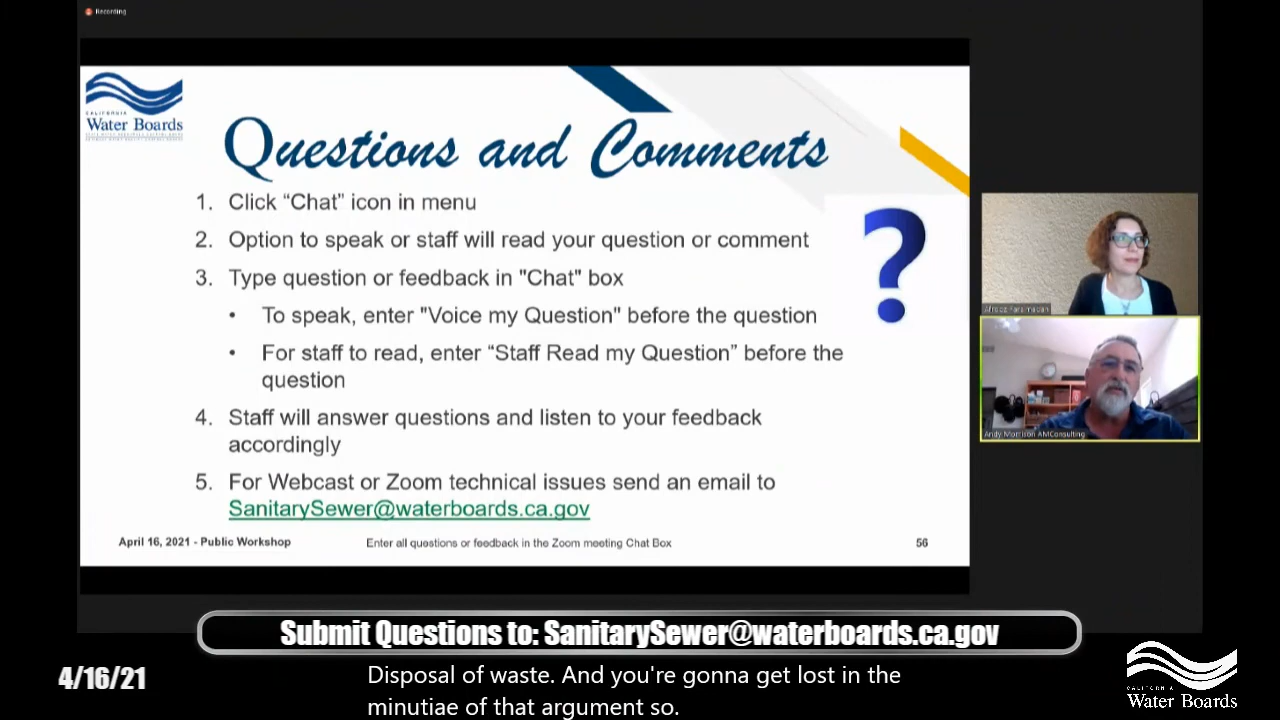 Recording
CALIFORNIA
Water Boards
Questions and Comments
1. Click “Chat” icon in menu
2. Option to speak or staff will read your question or comment
3. Type question or feedback in "Chat" box
• To speak, enter "Voice my Question" before the question
• For staff to read, enter “Staff Read my Question” before the
question
4. Staff will answer questions and listen to your feedback
accordingly
5. For Webcast or Zoom technical issues send an email to
SanitarySewer@waterboards.ca.gov
April 16, 2021 - Public Workshop
Enter all questions or feedback in the Zoom meeting Chat Box
56
?
Andy Morrison AMConsulting
Submit Questions to: SanitarySewer@waterboards.ca.gov
4/16/21
Disposal of waste. And you're gonna get lost in the
minutiae of that argument so.
CALIFORNIA
Water Boards